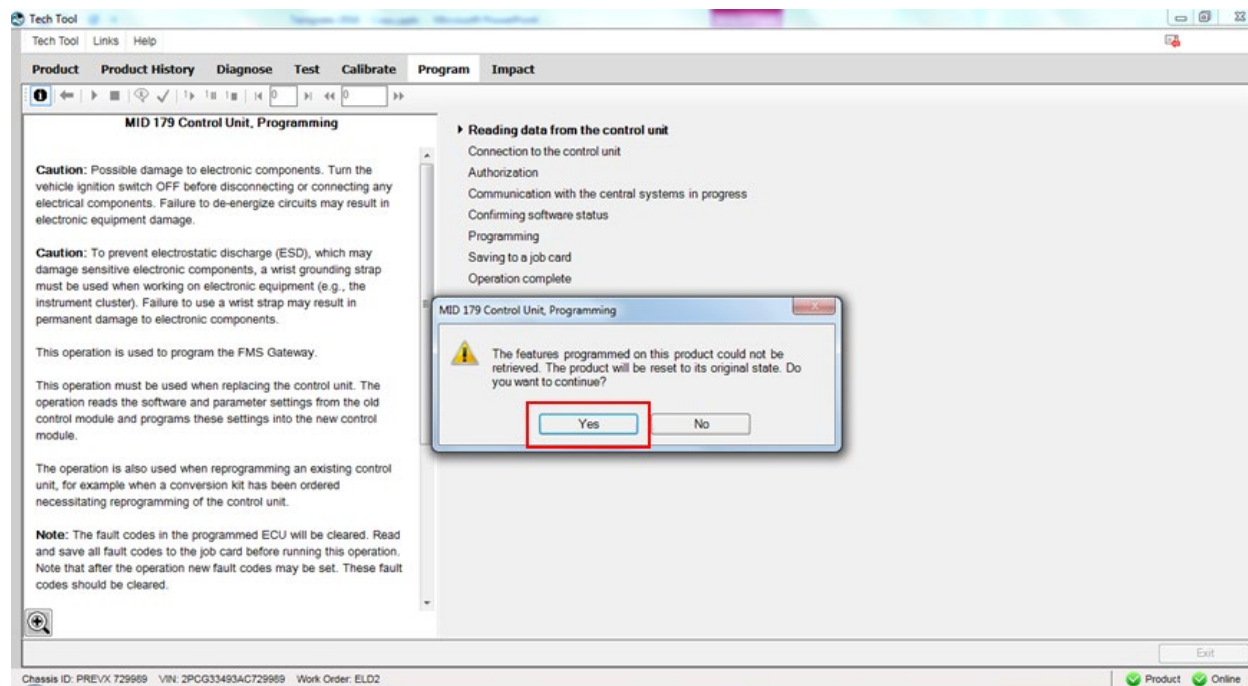 Tech Tool
Tech Tool Links Help
Product Product History Diagnose Test Calibrate Program Impact
0 0
MID 179 Control Unit, Programming
Caution: Possible damage to electronic components. Turn the
vehicle ignition switch OFF before disconnecting or connecting any
electrical components. Failure to de-energize circuits may result in
electronic equipment damage.
Caution: To prevent electrostatic discharge (ESD), which may
damage sensitive electronic components, a wrist grounding strap
must be used when working on electronic equipment (e.g., the
instrument cluster). Failure to use a wrist strap may result in
permanent damage to electronic components.
This operation is used to program the FMS Gateway.
This operation must be used when replacing the control unit. The
operation reads the software and parameter settings from the old
control module and programs these settings into the new control
module.
The operation is also used when reprogramming an existing control
unit, for example when a conversion kit has been ordered
necessitating reprogramming of the control unit.
Note: The fault codes in the programmed ECU will be cleared. Read
and save all fault codes to the job card before running this operation.
Note that after the operation new fault codes may be set. These fault
codes should be cleared.
Reading data from the control unit
Connection to the control unit
Authorization
Communication with the central systems in progress
Confirming software status
Programming
Saving to a job card
Operation complete
MID 179 Control Unit, Programming
The features programmed on this product could not be
retrieved. The product will be reset to its original state. Do
you want to continue?
Yes No
Exit
Chassis ID: PREVX 729989 VIN: 2PCG33493AC729989 Work Order: ELD2 Product Online